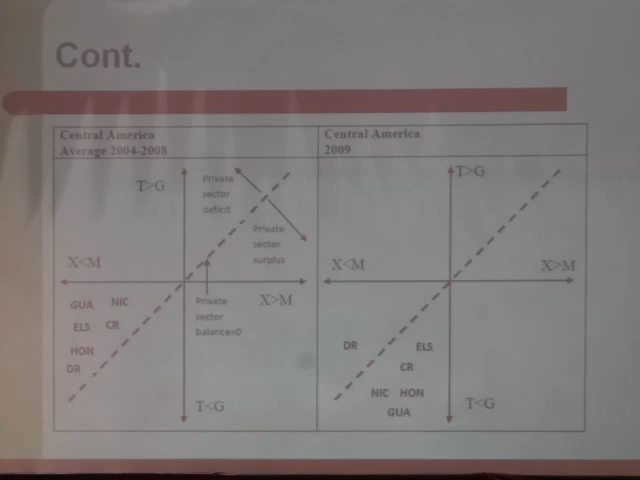 Cont.
Central America
Average 2004-2008
Central America
2009
T>G
Private
sector
deficit
Private
sector
surplus
X<M
X>M
Private
sector
balance=0
GUA NIC
ELS CR
HON
DR
T<G
T>G
X<M
X>M
DR ELS
CR
NIC HON
GUA
T<G